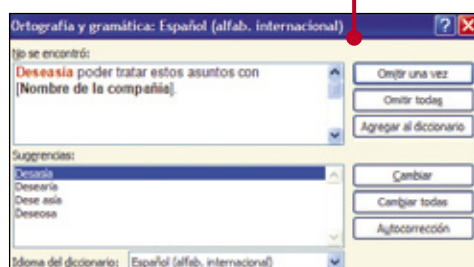 Ortografía y gramática: Español (alfab. internacional)
No se encontró:
Deseasía poder tratar estos asuntos con
[Nombre de la compañía].
Omitir una vez
Omitir todas
Agregar al diccionario
Sugerencias:
Desasía
Desearía
Dese asía
Deseosa
Cambiar
Cambiar todas
Autocorrección
Idioma del diccionario: Español (alfab. internacional)